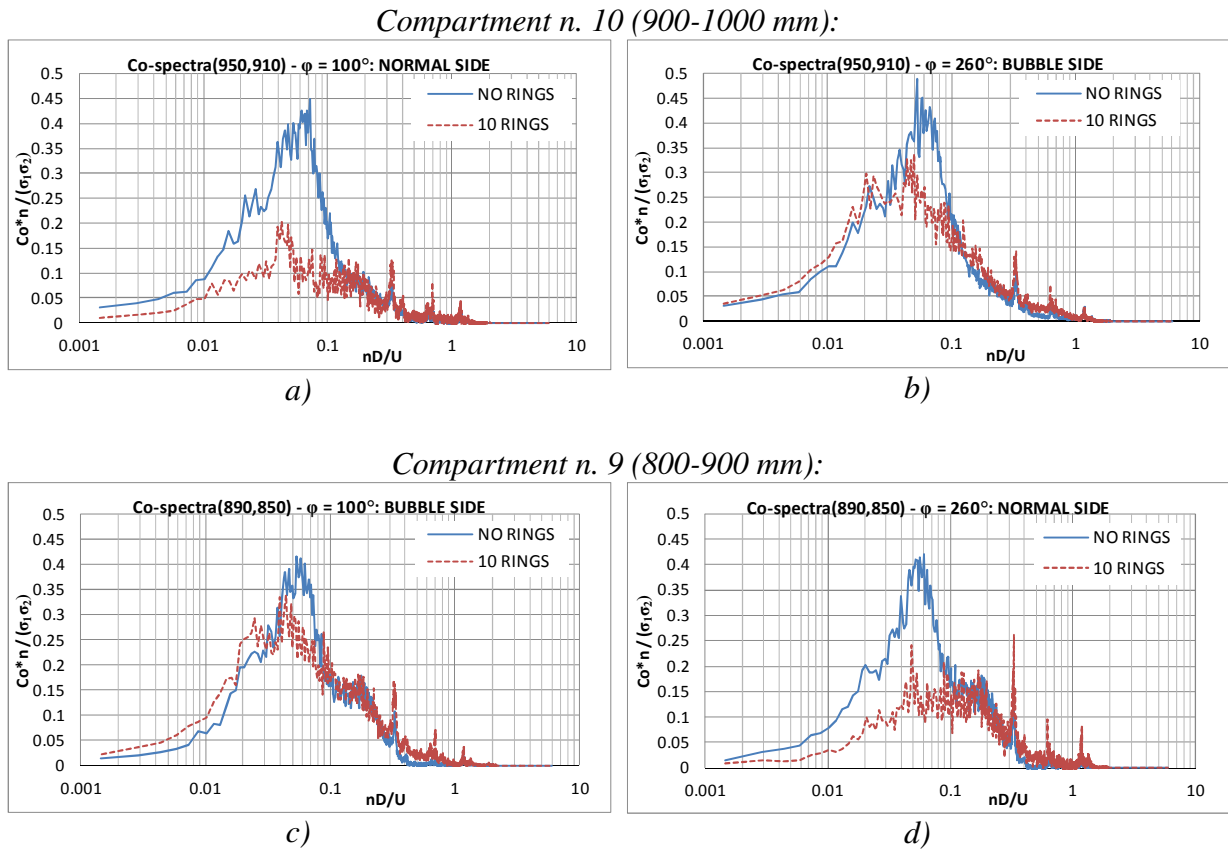 Compartment n. 10 (900-1000 mm):
Co-spectra(950,910) - φ = 100°: NORMAL SIDE
NO RINGS
10 RINGS
Co*n / (σ₁σ₂)
0.5
0.45
0.4
0.35
0.3
0.25
0.2
0.15
0.1
0.05
0
0.001 0.01 0.1 1 10
nD/U
a)
Co-spectra(950,910) - φ = 260°: BUBBLE SIDE
NO RINGS
10 RINGS
Co*n / (σ₁σ₂)
0.5
0.45
0.4
0.35
0.3
0.25
0.2
0.15
0.1
0.05
0
0.001 0.01 0.1 1 10
nD/U
b)
Compartment n. 9 (800-900 mm):
Co-spectra(890,850) - φ = 100°: BUBBLE SIDE
NO RINGS
10 RINGS
Co*n / (σ₁σ₂)
0.5
0.45
0.4
0.35
0.3
0.25
0.2
0.15
0.1
0.05
0
0.001 0.01 0.1 1 10
nD/U
c)
Co-spectra(890,850) - φ = 260°: NORMAL SIDE
NO RINGS
10 RINGS
Co*n / (σ₁σ₂)
0.5
0.45
0.4
0.35
0.3
0.25
0.2
0.15
0.1
0.05
0
0.001 0.01 0.1 1 10
nD/U
d)